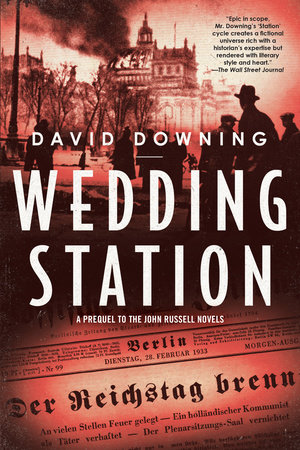 "Epic in scope,
Mr. Downing's 'Station'
cycle creates a fictional
universe rich with a
historian's expertise but
rendered with literary
style and heart."
—The Wall Street Journal
DAVID DOWNING
WEDDING
STATION
A PREQUEL TO THE JOHN RUSSELL NOVELS
Berlin
DIENSTAG, 28. FEBRUAR 1933
MORGEN-AUS
Nr 99
Der Reichstag brenn
An vielen Stellen Feuer gelegt — Ein holländischer Kommunist
als Täter verhaftet — Der Plenarsitzungs-Saal vernichtet